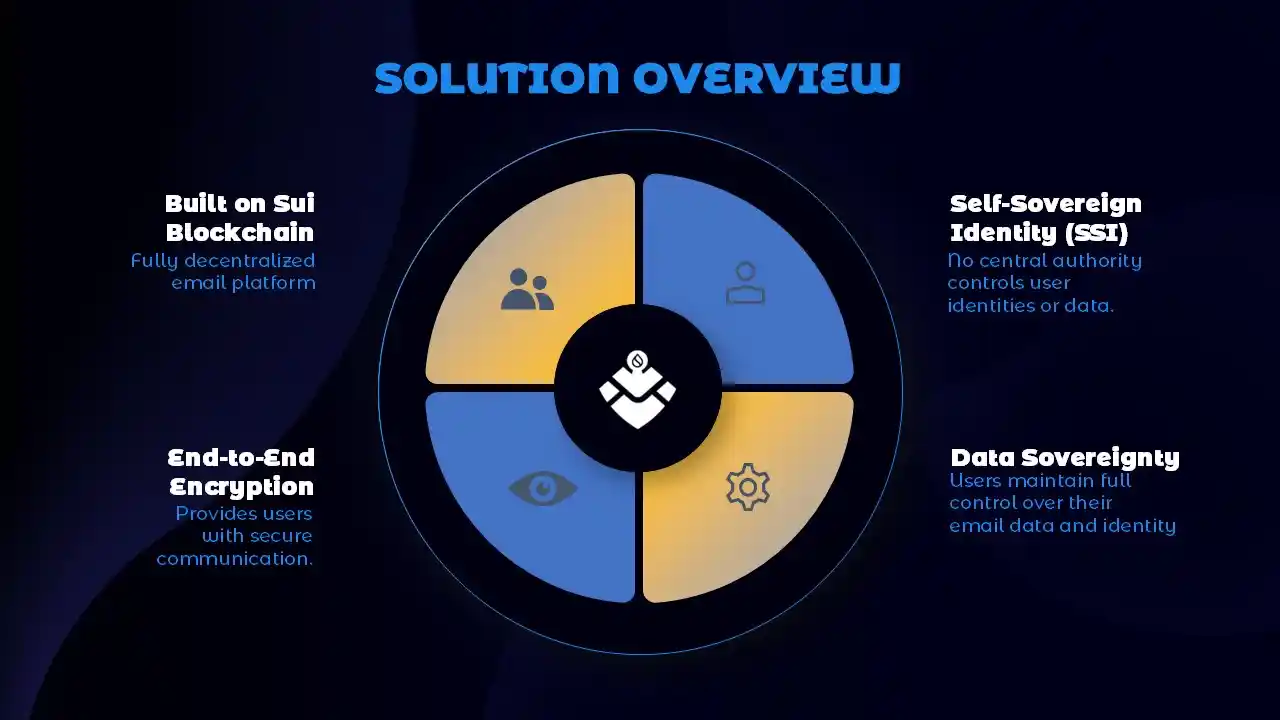 SOLUTION OVERVIEW
Built on Sui
Blockchain
Fully decentralized
email platform
Self-Sovereign
Identity (SSI)
No central authority
controls user
identities or data.
End-to-End
Encryption
Provides users
with secure
communication.
Data Sovereignty
Users maintain full
control over their
email data and identity